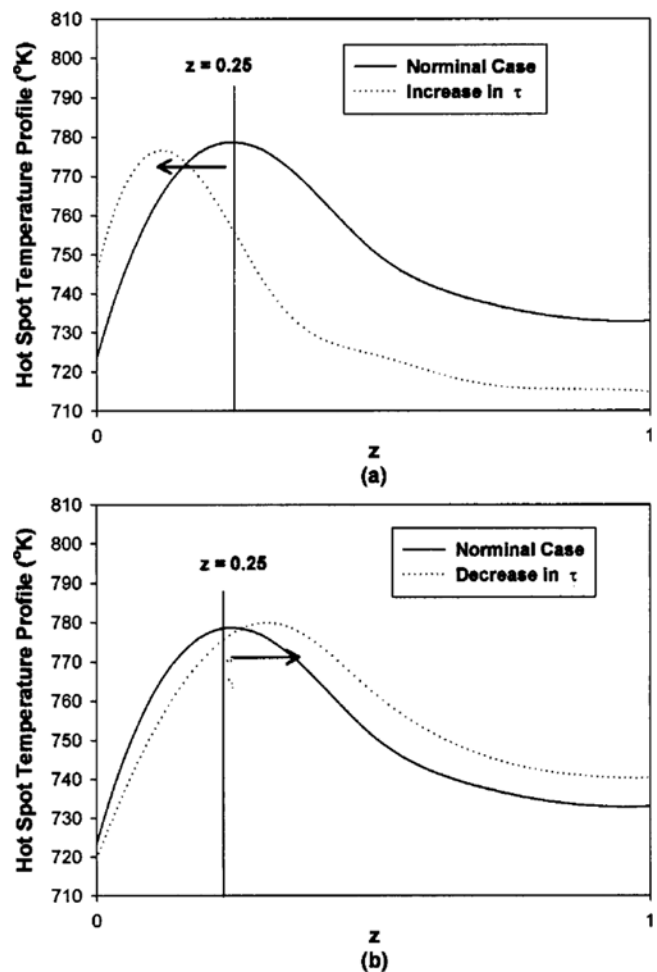 810
800
790
780
770
760
750
740
730
720
710
Hot Spot Temperature Profile (°K)
z = 0.25
Norminal Case
Increase in τ
0
1
z
(a)
810
800
790
780
770
760
750
740
730
720
710
Hot Spot Temperature Profile (°K)
z = 0.25
Norminal Case
Decrease in τ
0
1
z
(b)